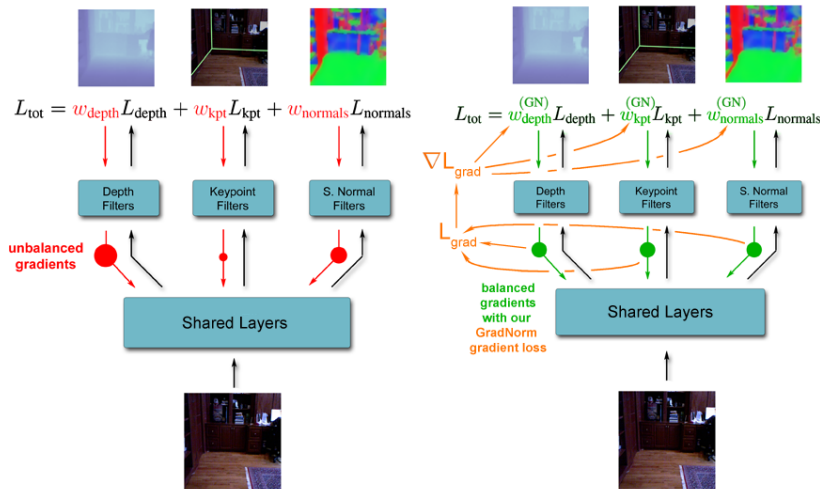 L_tot = w_depth L_depth + w_kpt L_kpt + w_normals L_normals
Depth Filters
Keypoint Filters
S. Normal Filters
unbalanced
gradients
Shared Layers
L_tot = w_depth^(GN) L_depth + w_kpt^(GN) L_kpt + w_normals^(GN) L_normals
∇L_grad
Depth Filters
Keypoint Filters
S. Normal Filters
L_grad
balanced
gradients
with our
GradNorm
gradient loss
Shared Layers